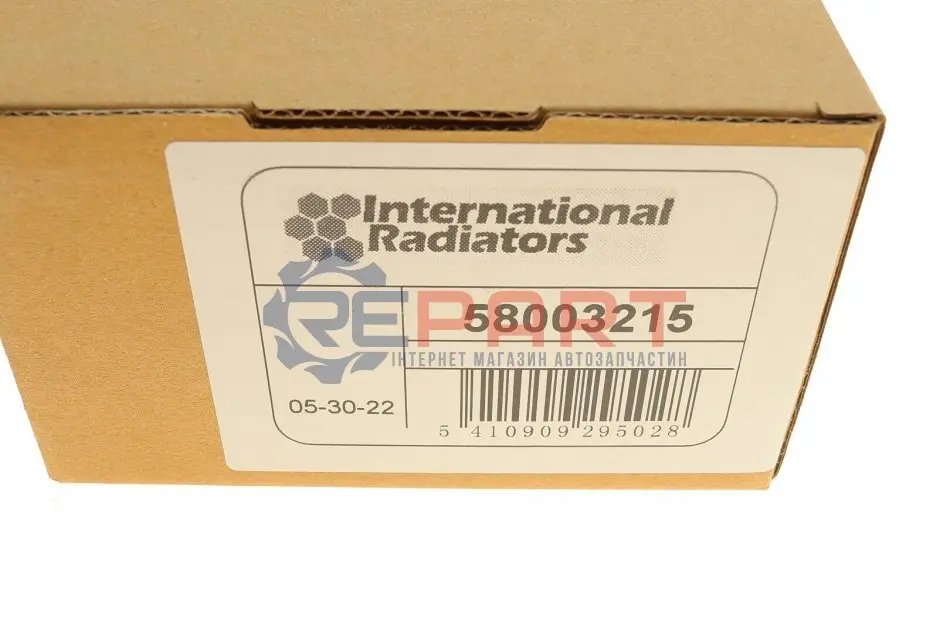 International
Radiators
REPART
58003215
ІНТЕРНЕТ МАГАЗИН АВТОЗАПЧАСТИН
05-30-22
5 410909 295028